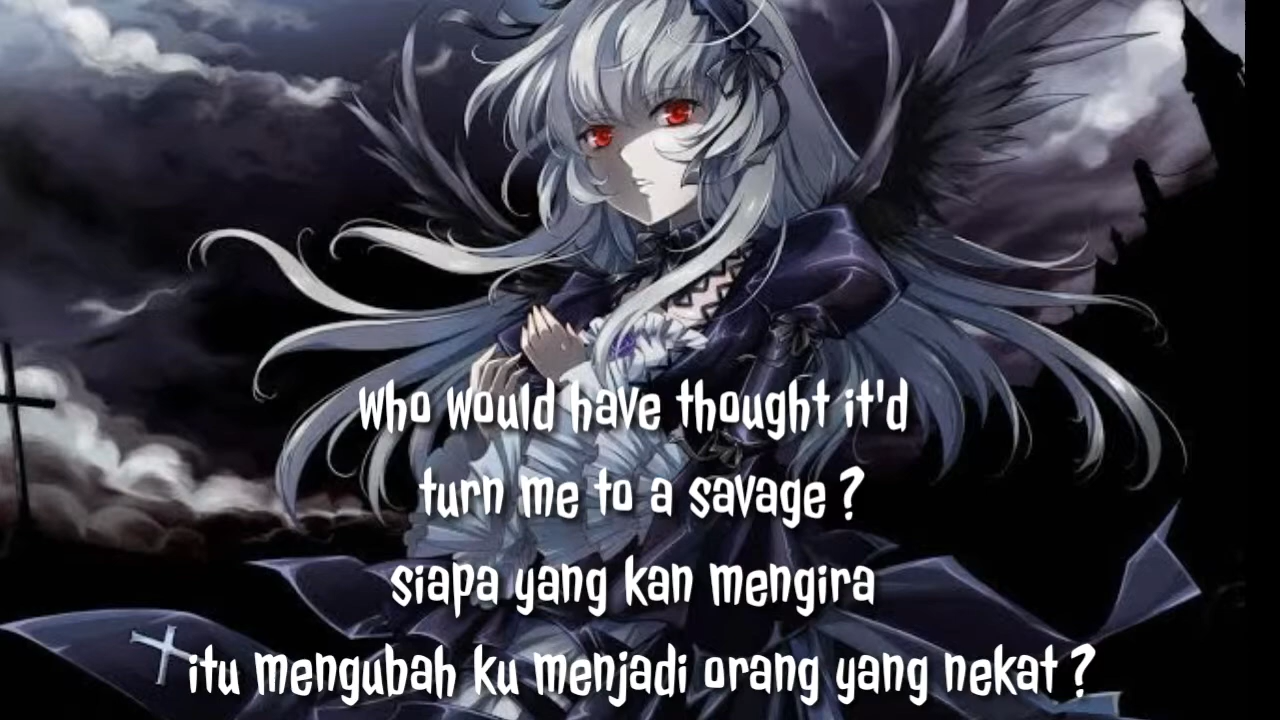 who would have thought it'd
turn me to a savage ?
siapa yang kan mengira
itu mengubah ku menjadi orang yang nekat ?